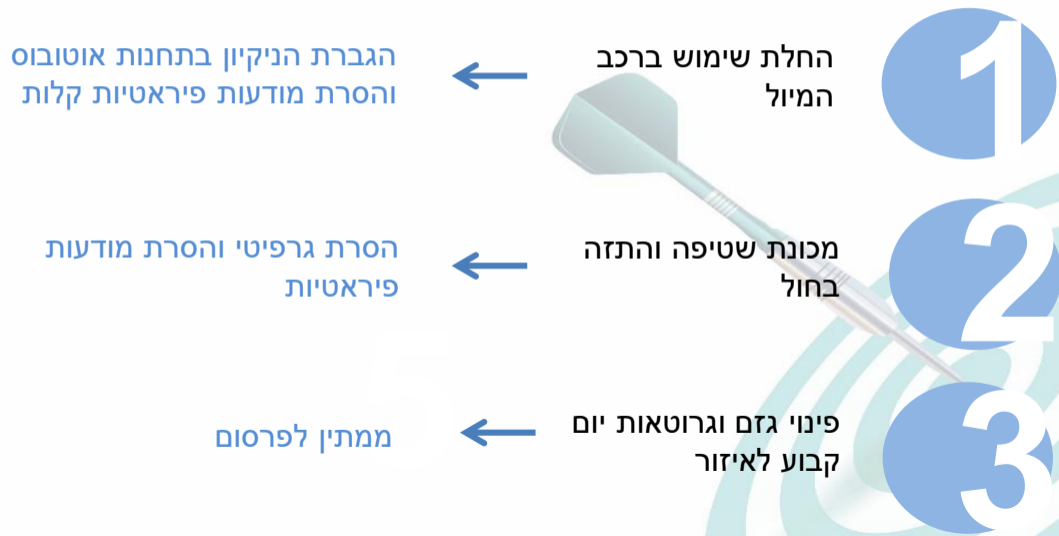 1
החלת שימוש ברכב
המיול
הגברת הניקיון בתחנות אוטובוס
והסרת מודעות פיראטיות קלות
2
מכונת שטיפה והתזה
בחול
הסרת גרפיטי והסרת מודעות
פיראטיות
3
פינוי גזם וגרוטאות יום
קבוע לאיזור
ממתין לפרסום